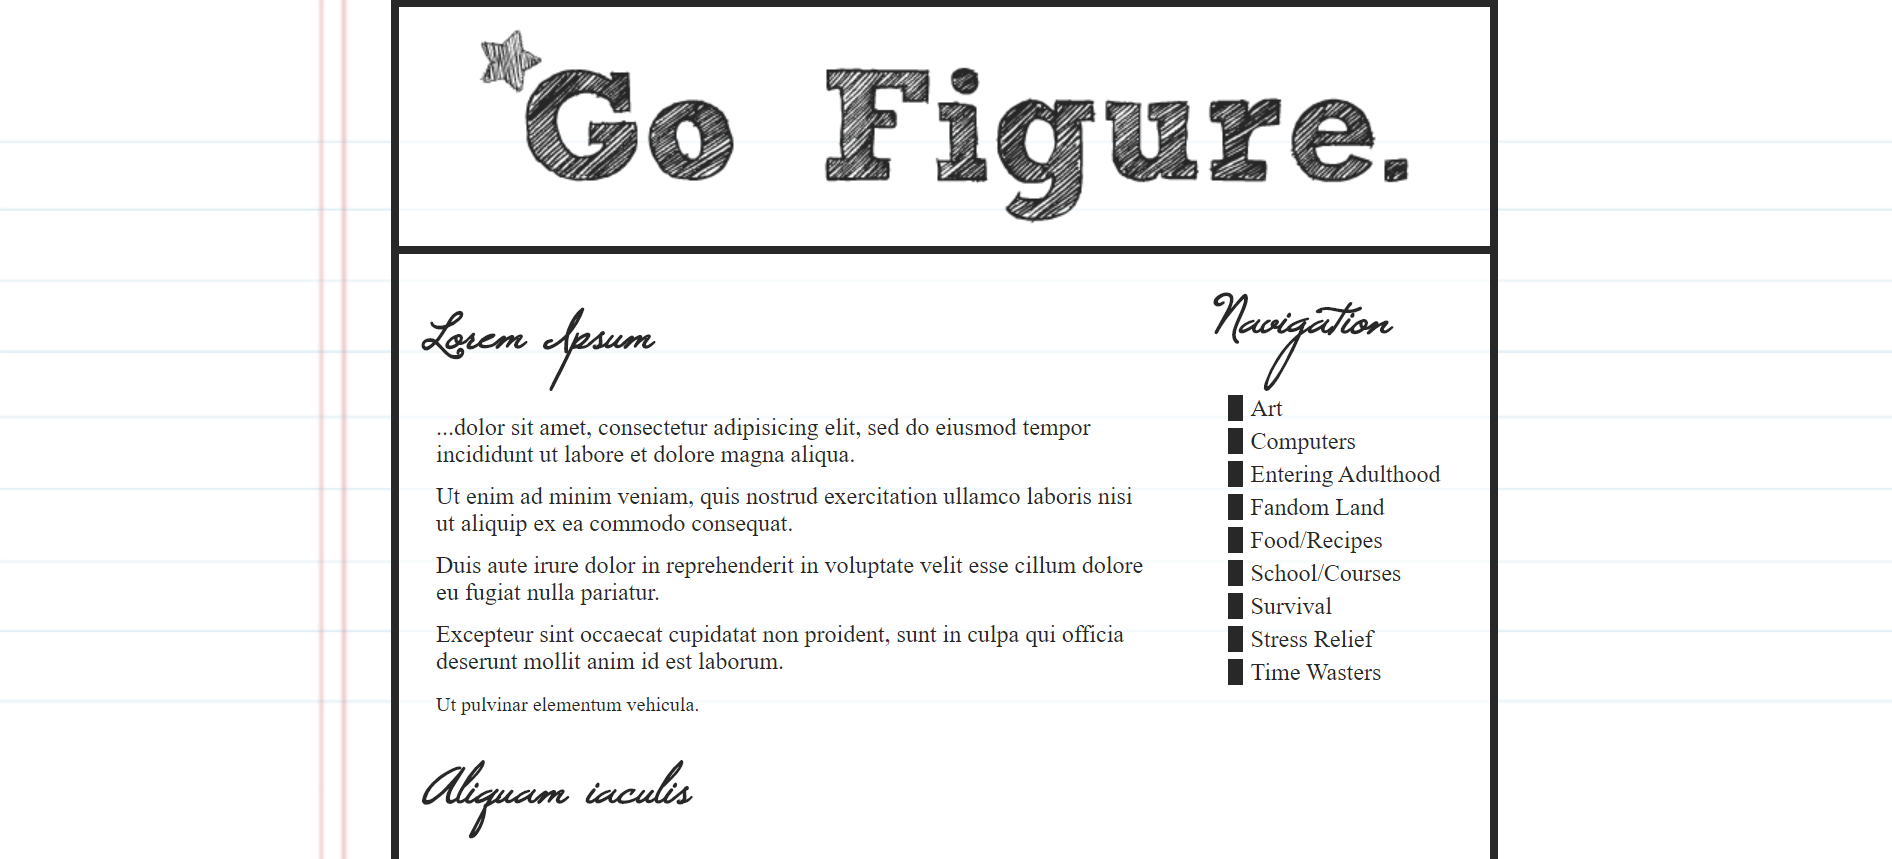 Go Figure.
Lorem Ipsum
...dolor sit amet, consectetur adipisicing elit, sed do eiusmod tempor
incididunt ut labore et dolore magna aliqua.
Ut enim ad minim veniam, quis nostrud exercitation ullamco laboris nisi
ut aliquip ex ea commodo consequat.
Duis aute irure dolor in reprehenderit in voluptate velit esse cillum dolore
eu fugiat nulla pariatur.
Excepteur sint occaecat cupidatat non proident, sunt in culpa qui officia
deserunt mollit anim id est laborum.
Ut pulvinar elementum vehicula.
Aliquam iaculis
Navigation
Art
Computers
Entering Adulthood
Fandom Land
Food/Recipes
School/Courses
Survival
Stress Relief
Time Wasters